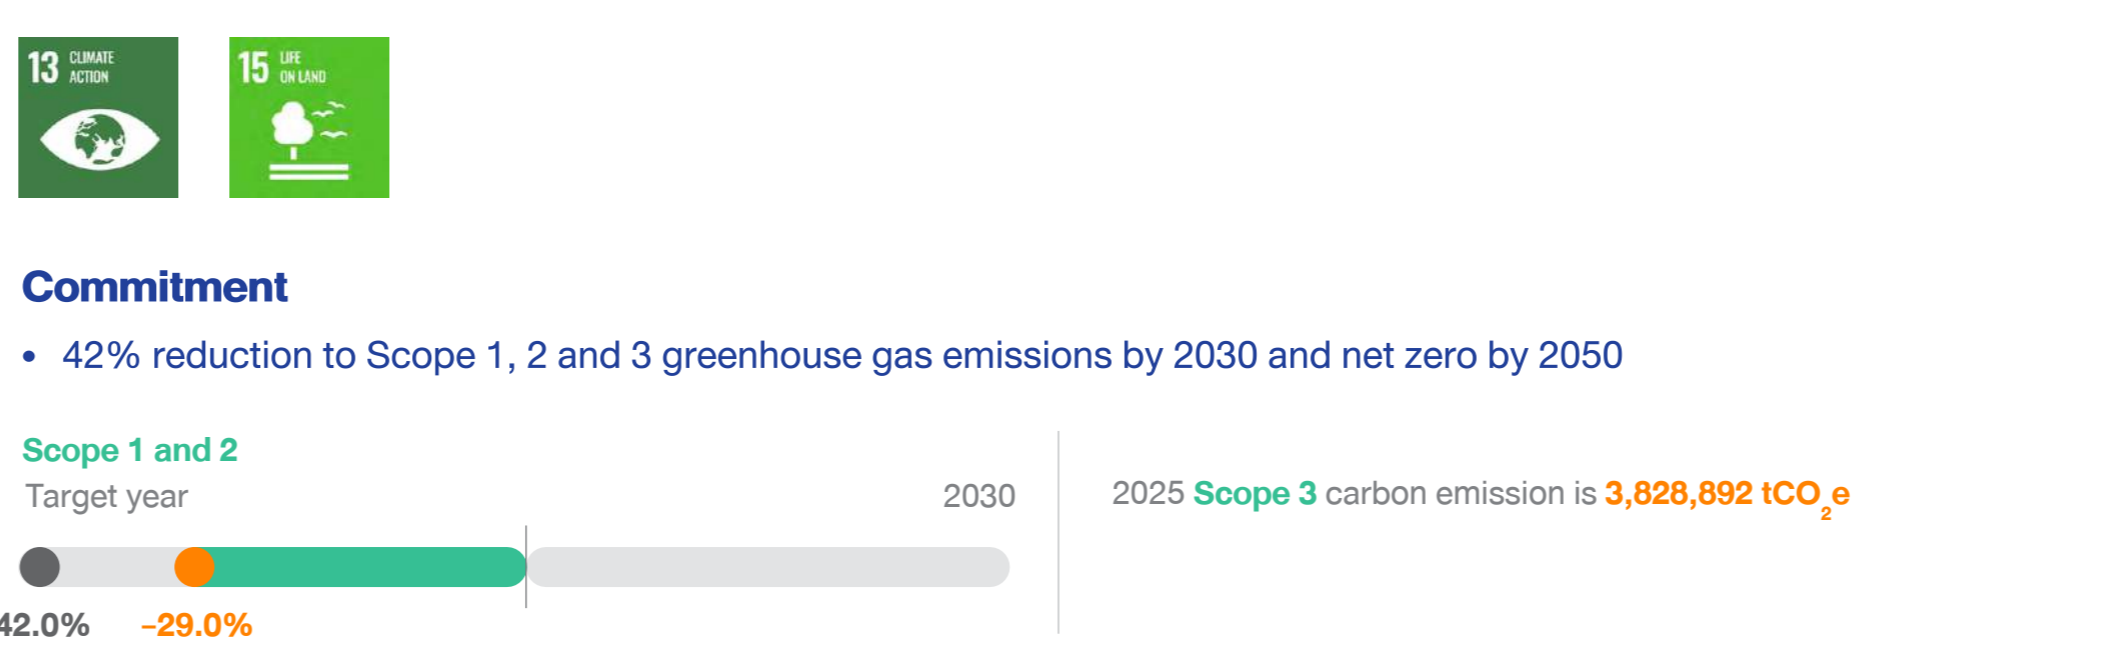 13 CLIMATE
ACTION
15 LIFE
ON LAND
Commitment
• 42% reduction to Scope 1, 2 and 3 greenhouse gas emissions by 2030 and net zero by 2050
Scope 1 and 2
Target year 2030
42.0% –29.0%
2025 Scope 3 carbon emission is 3,828,892 tCO₂e